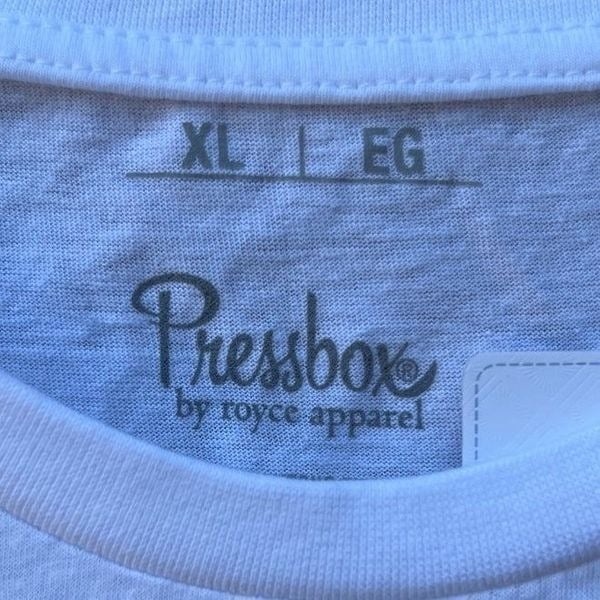 XL | EG
Pressbox®
by royce apparel